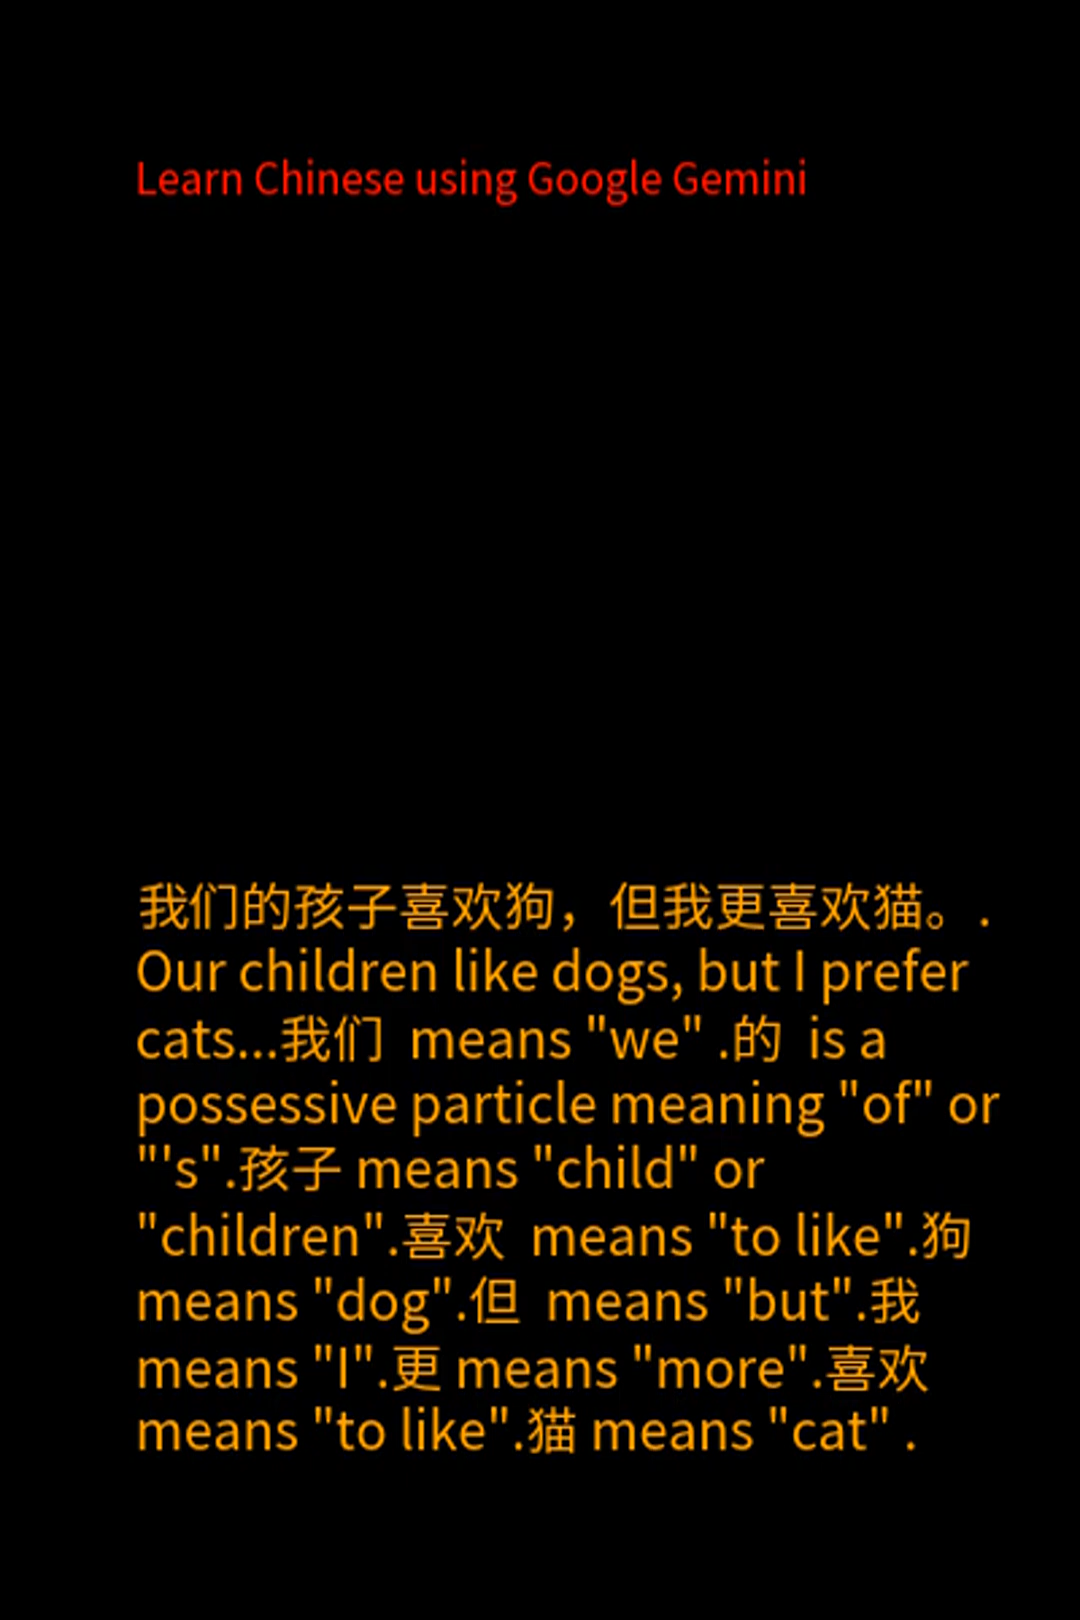 Learn Chinese using Google Gemini
我们的孩子喜欢狗，但我更喜欢猫。.
Our children like dogs, but I prefer
cats...我们  means "we" .的  is a
possessive particle meaning "of" or
"'s".孩子 means "child" or
"children".喜欢  means "to like".狗
means "dog".但  means "but".我
means "I".更 means "more".喜欢
means "to like".猫 means "cat" .